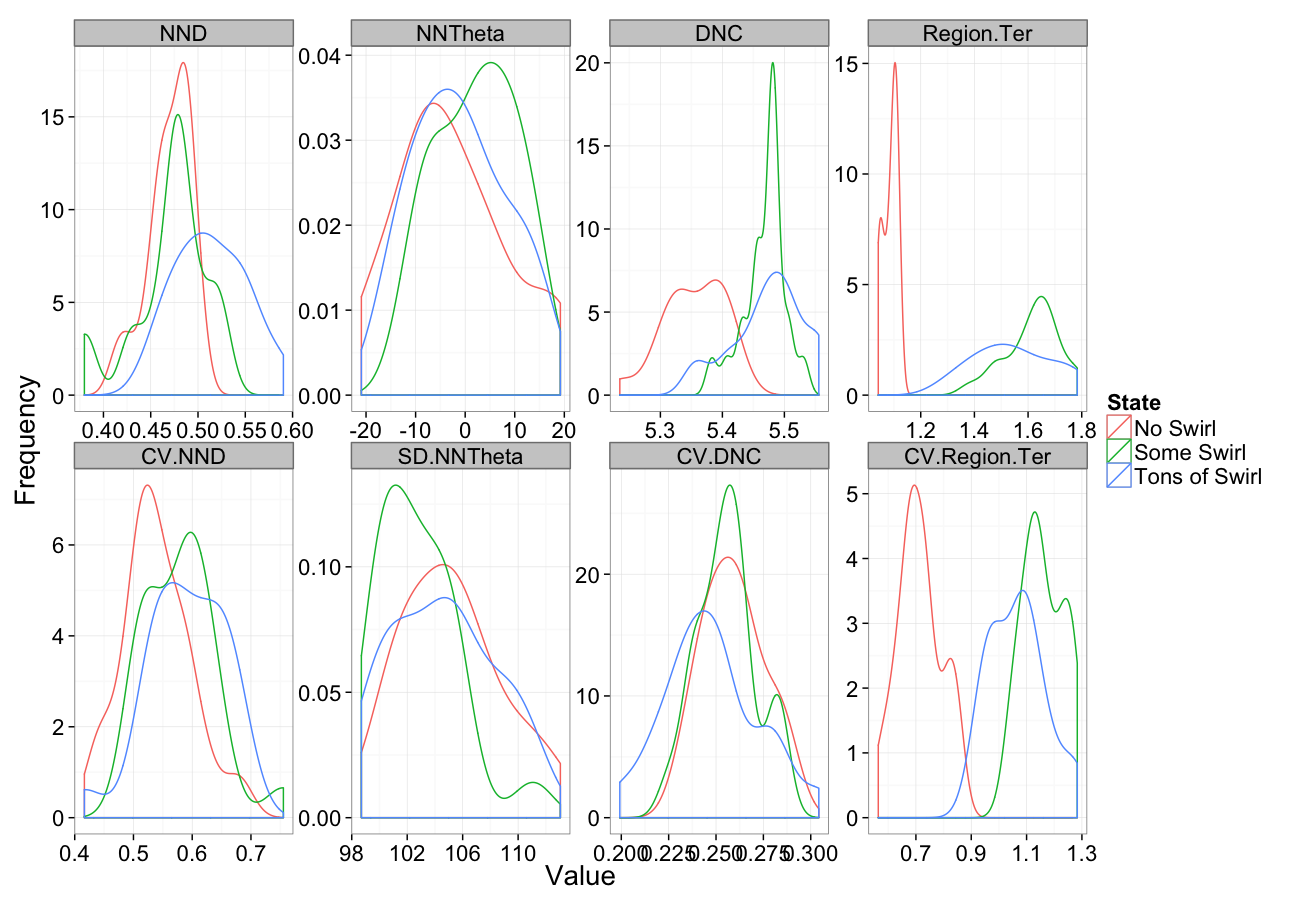 NND NNTheta DNC Region.Ter
0 5 10 15
0.00 0.01 0.02 0.03 0.04
0 5 10 15 20
0 5 10 15
0.40 0.45 0.50 0.55 0.60
-20 -10 0 10 20
5.3 5.4 5.5
1.2 1.4 1.6 1.8
Frequency
CV.NND SD.NNTheta CV.DNC CV.Region.Ter
0 2 4 6
0.00 0.05 0.10
0 10 20
0 1 2 3 4 5
0.4 0.5 0.6 0.7
98 102 106 110
0.200 0.225 0.250 0.275 0.300
0.7 0.9 1.1 1.3
Value
State
No Swirl
Some Swirl
Tons of Swirl